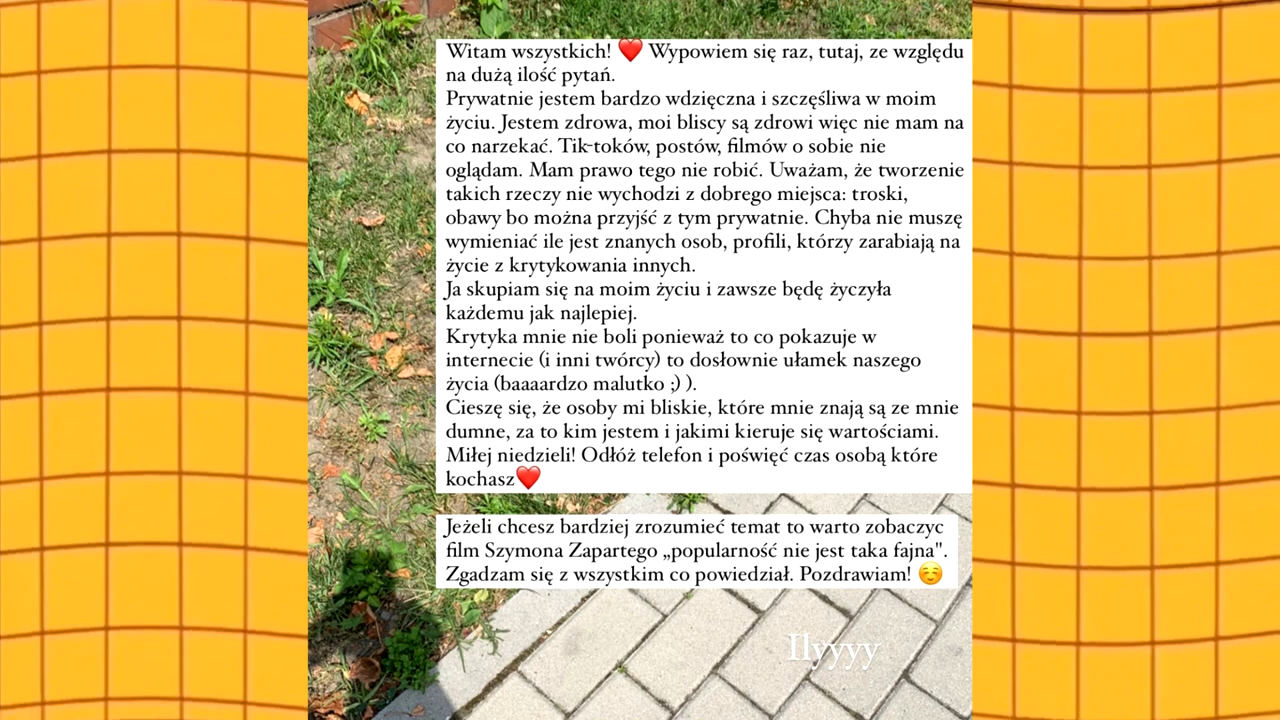 Witam wszystkich! ❤️ Wypowiem się raz, tutaj, ze względu
na dużą ilość pytań.
Prywatnie jestem bardzo wdzięczna i szczęśliwa w moim
życiu. Jestem zdrowa, moi bliscy są zdrowi więc nie mam na
co narzekać. Tik-toków, postów, filmów o sobie nie
oglądam. Mam prawo tego nie robić. Uważam, że tworzenie
takich rzeczy nie wychodzi z dobrego miejsca: troski,
obawy bo można przyjść z tym prywatnie. Chyba nie muszę
wymieniać ile jest znanych osob, profili, którzy zarabiają na
życie z krytykowania innych.
Ja skupiam się na moim życiu i zawsze będę życzyła
każdemu jak najlepiej.
Krytyka mnie nie boli ponieważ to co pokazuje w
internecie (i inni twórcy) to dosłownie ułamek naszego
życia (baaaardzo malutko ;) ).
Cieszę się, że osoby mi bliskie, które mnie znają są ze mnie
dumne, za to kim jestem i jakimi kieruje się wartościami.
Miłej niedzieli! Odłóż telefon i poświęć czas osobą które
kochasz❤️
Jeżeli chcesz bardziej zrozumieć temat to warto zobaczyc
film Szymona Zapartego „popularność nie jest taka fajna".
Zgadzam się z wszystkim co powiedział. Pozdrawiam! ☺️
Ilyyyy